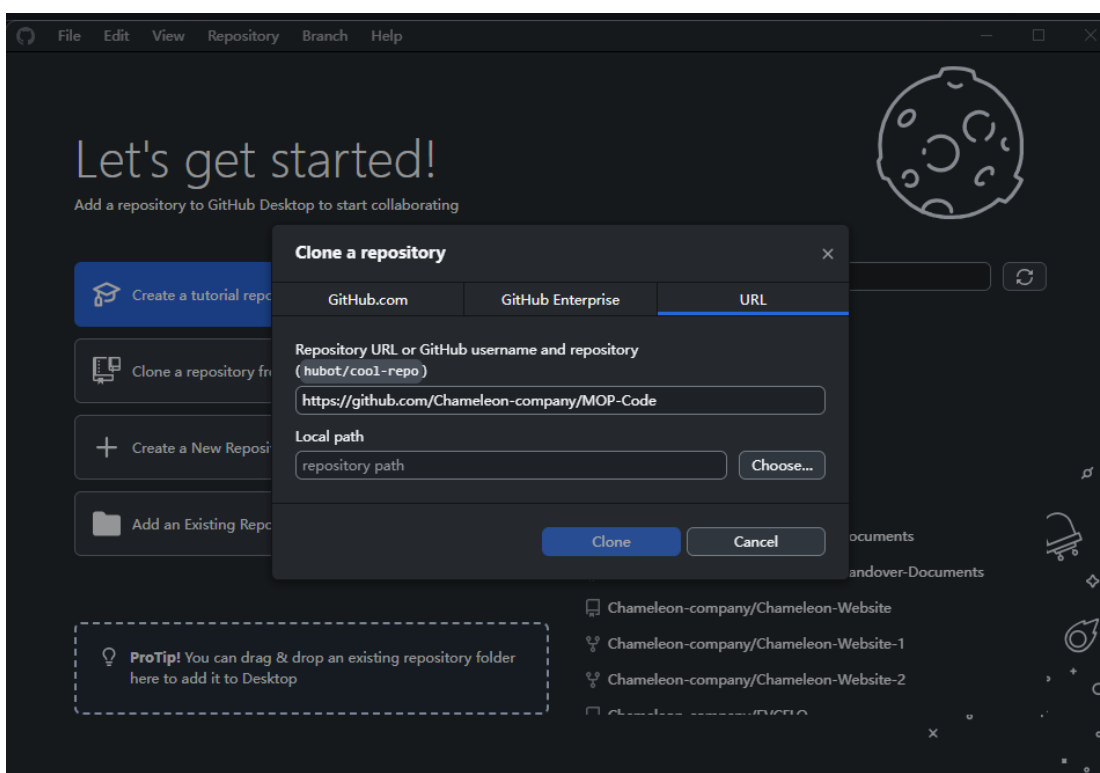 File Edit View Repository Branch Help
Let's get started!
Add a repository to GitHub Desktop to start collaborating
Create a tutorial repo
Clone a repository fr
Create a New Reposi
Add an Existing Repo
ProTip! You can drag & drop an existing repository folder
here to add it to Desktop
Clone a repository
GitHub.com GitHub Enterprise URL
Repository URL or GitHub username and repository
(hubot/cool-repo)
https://github.com/Chameleon-company/MOP-Code
Local path
repository path Choose...
Clone Cancel
ocuments
andover-Documents
Chameleon-company/Chameleon-Website
Chameleon-company/Chameleon-Website-1
Chameleon-company/Chameleon-Website-2